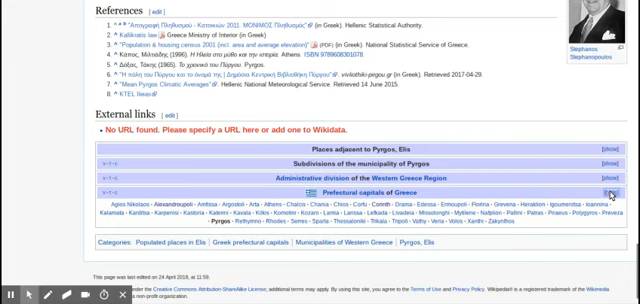 References [ edit ]
Stephanos
Stephanopoulos
1. ^ a b "Απογραφή Πληθυσμού - Κατοικιών 2011. ΜΟΝΙΜΟΣ Πληθυσμός" (in Greek). Hellenic Statistical Authority.
2. ^ Kallikratis law Greece Ministry of Interior (in Greek)
3. ^ "Population & housing census 2001 (incl. area and average elevation)" (PDF) (in Greek). National Statistical Service of Greece.
4. ^ Κάπος, Μιλτιάδης (1996). Η Ηλεία από τα ψηλά και τα υπέργεια. Athens. ISBN 9789608301078.
5. ^ Δόξας, Τάκης (1965). Το χρονικό του Πύργου. Pyrgos.
6. ^ "Η πόλη του Πύργου και το όνομά της | Δημόσια Κεντρική Βιβλιοθήκη Πύργου". vivliothiki-pirgou.gr (in Greek). Retrieved 2017-04-29.
7. ^ "Mean Pyrgos Climatic Averages". Hellenic National Meteorological Service. Retrieved 14 June 2015.
8. ^ KTEL Ileias
External links [ edit ]
• No URL found. Please specify a URL here or add one to Wikidata.
Places adjacent to Pyrgos, Elis [show]
V·T·E Subdivisions of the municipality of Pyrgos [show]
V·T·E Administrative division of the Western Greece Region [show]
V·T·E Prefectural capitals of Greece
Agios Nikolaos · Alexandroupoli · Amfissa · Argostoli · Arta · Athens · Chalcis · Chania · Chios · Corfu · Corinth · Drama · Edessa · Ermoupoli · Florina · Grevena · Heraklion · Igoumenitsa · Ioannina ·
Kalamata · Karditsa · Karpenisi · Kastoria · Katerini · Kavala · Kilkis · Komotini · Kozani · Lamia · Larissa · Lefkada · Livadeia · Missolonghi · Mytilene · Nafplion · Pallini · Patras · Piraeus · Polygyros · Preveza
· Pyrgos · Rethymno · Rhodes · Serres · Sparta · Thessaloniki · Trikala · Tripoli · Vathy · Veria · Volos · Xanthi · Zakynthos
Categories: Populated places in Elis | Greek prefectural capitals | Municipalities of Western Greece | Pyrgos, Elis
This page was last edited on 24 April 2018, at 11:59.
under the Creative Commons Attribution-ShareAlike License; additional terms may apply. By using this site, you agree to the Terms of Use and Privacy Policy. Wikipedia® is a registered trademark of the Wikimedia
a non-profit organization.